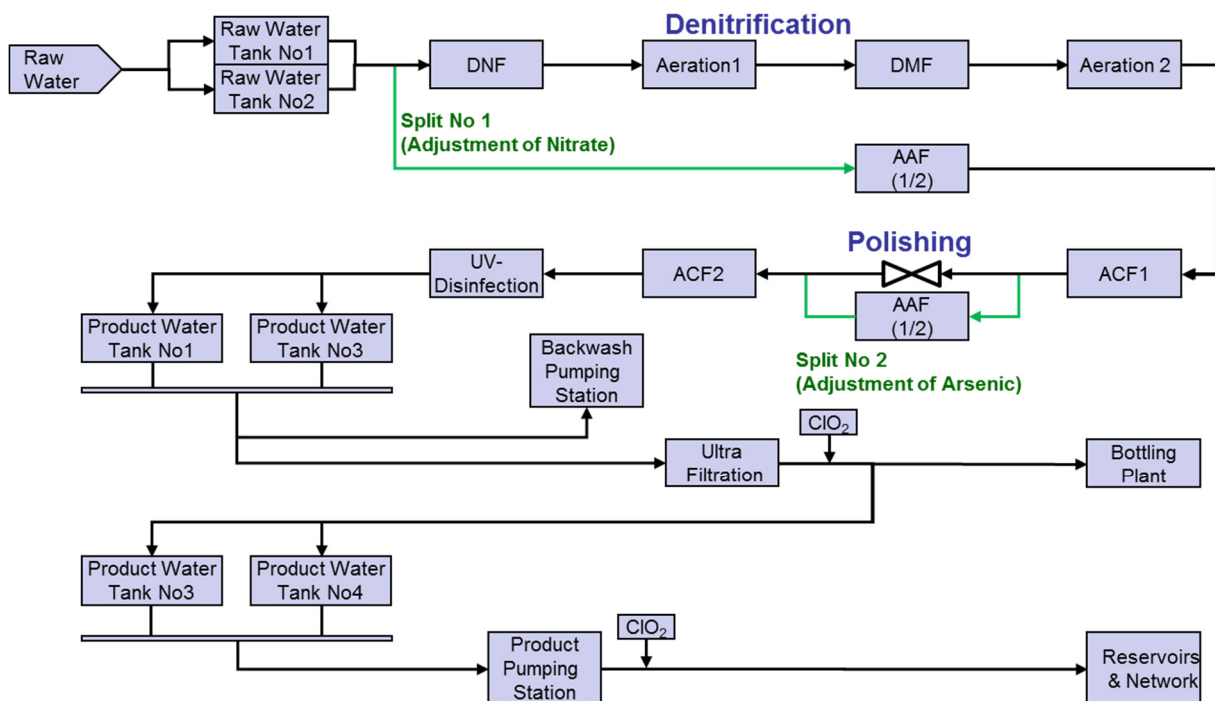 Denitrification
Raw
Water
Raw Water
Tank No1
Raw Water
Tank No2
DNF
Aeration1
DMF
Aeration 2
Split No 1
(Adjustment of Nitrate)
AAF
(1/2)
Polishing
UV-
Disinfection
ACF2
ACF1
AAF
(1/2)
Product Water
Tank No1
Product Water
Tank No3
Backwash
Pumping
Station
Split No 2
(Adjustment of Arsenic)
ClO₂
Ultra
Filtration
Bottling
Plant
Product Water
Tank No3
Product Water
Tank No4
ClO₂
Product
Pumping
Station
Reservoirs
& Network